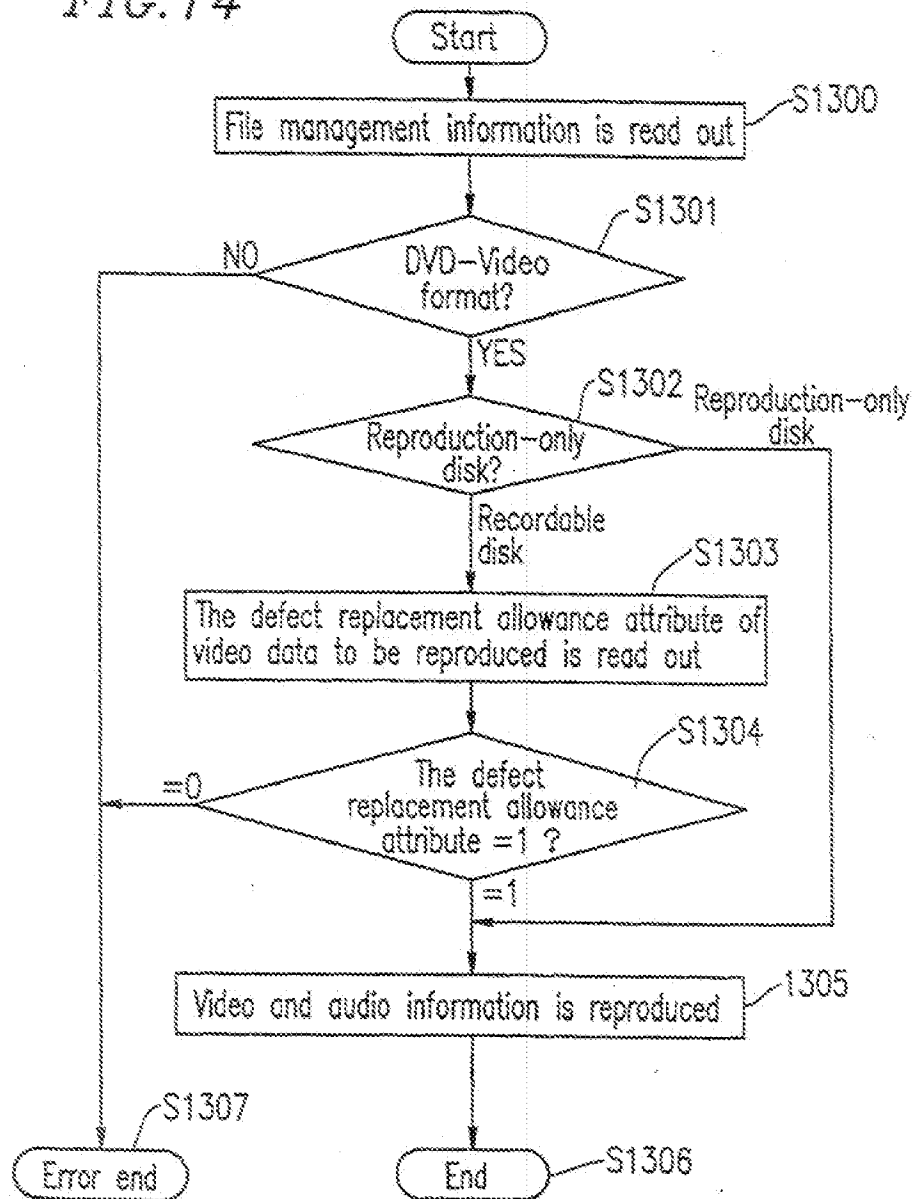 FIG. 14
Start
File management information is read out
S1300
S1301
DVD-Video
format?
NO
YES
S1302
Reproduction-only
disk?
Reproduction-only
disk
Recordable
disk
S1303
The defect replacement allowance attribute of
video data to be reproduced is read out
S1304
The defect
replacement allowance
attribute =1 ?
=0
=1
Video and audio information is reproduced
1305
S1307
Error end
End
S1306